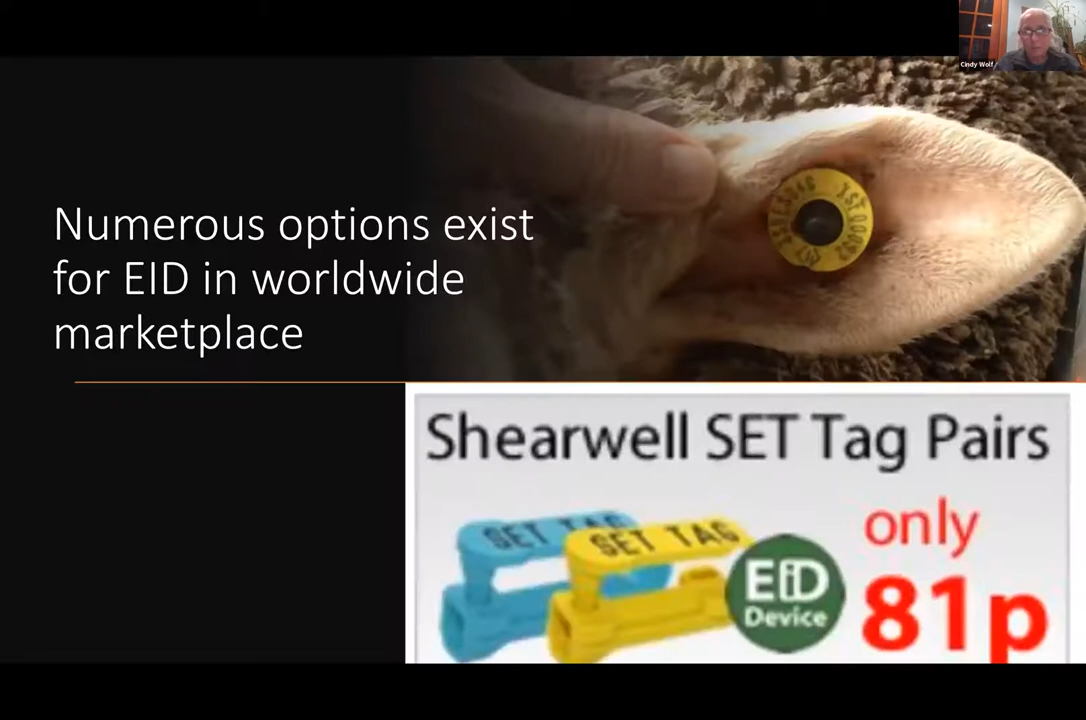 Cindy Wolf
Numerous options exist
for EID in worldwide
marketplace
Shearwell SET Tag Pairs
SET TAG
SET TAG
EiD
Device
only
81p